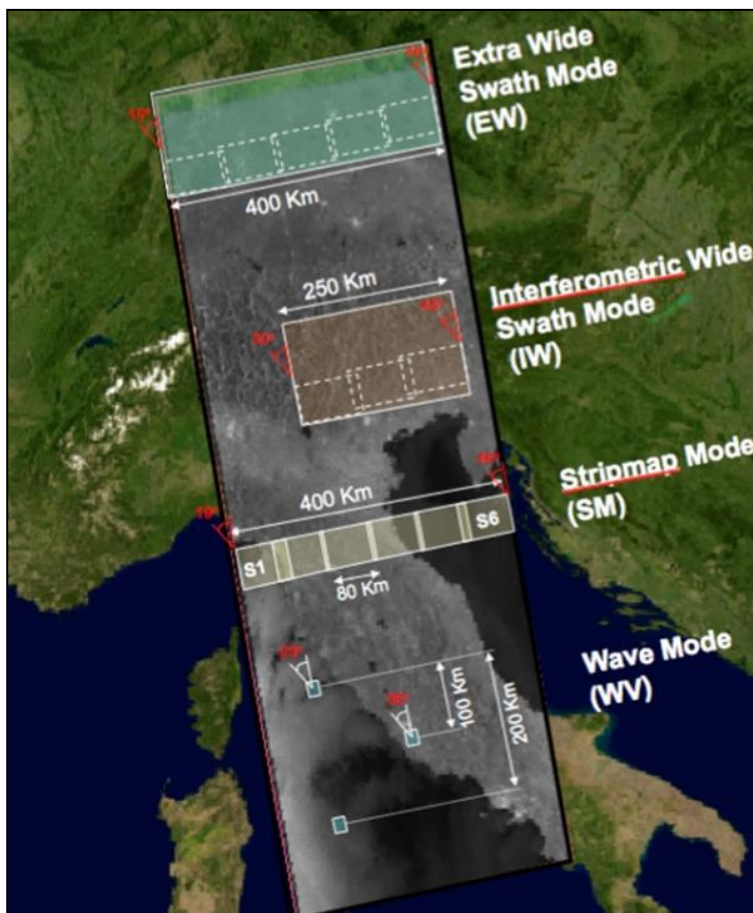 Extra Wide
Swath Mode
(EW)
400 Km
250 Km
Interferometric Wide
Swath Mode
(IW)
400 Km
Stripmap Mode
(SM)
S1
S6
80 Km
Wave Mode
(WV)
100 Km
200 Km